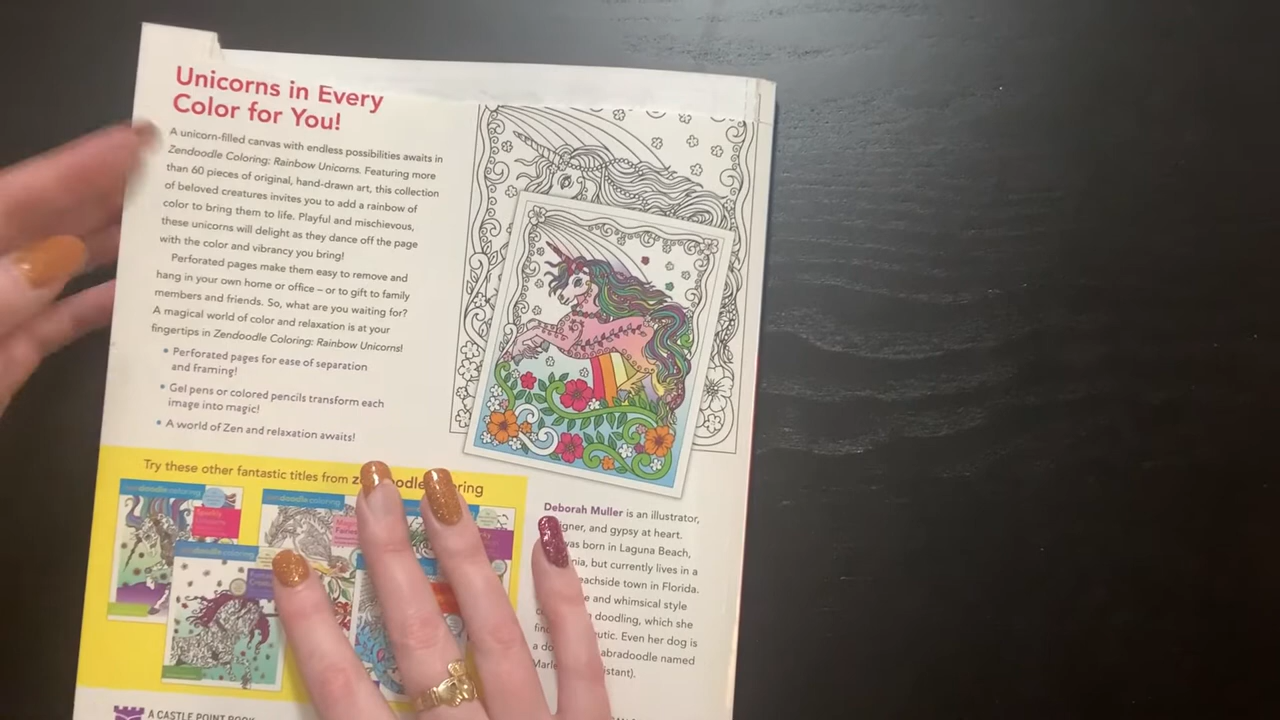 Unicorns in Every
Color for You!
A unicorn-filled canvas with endless possibilities awaits in
Zendoodle Coloring: Rainbow Unicorns. Featuring more
than 60 pieces of original, hand-drawn art, this collection
of beloved creatures invites you to add a rainbow of
color to bring them to life. Playful and mischievous,
these unicorns will delight as they dance off the page
with the color and vibrancy you bring!
Perforated pages make them easy to remove and
hang in your own home or office – or to gift to family
members and friends. So, what are you waiting for?
A magical world of color and relaxation is at your
fingertips in Zendoodle Coloring: Rainbow Unicorns!
• Perforated pages for ease of separation
and framing!
• Gel pens or colored pencils transform each
image into magic!
• A world of Zen and relaxation awaits!
Try these other fantastic titles from
zendoodle coloring
zendoodle coloring
zendoodle coloring
Deborah Muller is an illustrator,
and gypsy at heart.
was born in Laguna Beach,
but currently lives in a
town in Florida.
and whimsical style
doodling, which she
Even her dog is
a named
A CASTLE POINT BOOK